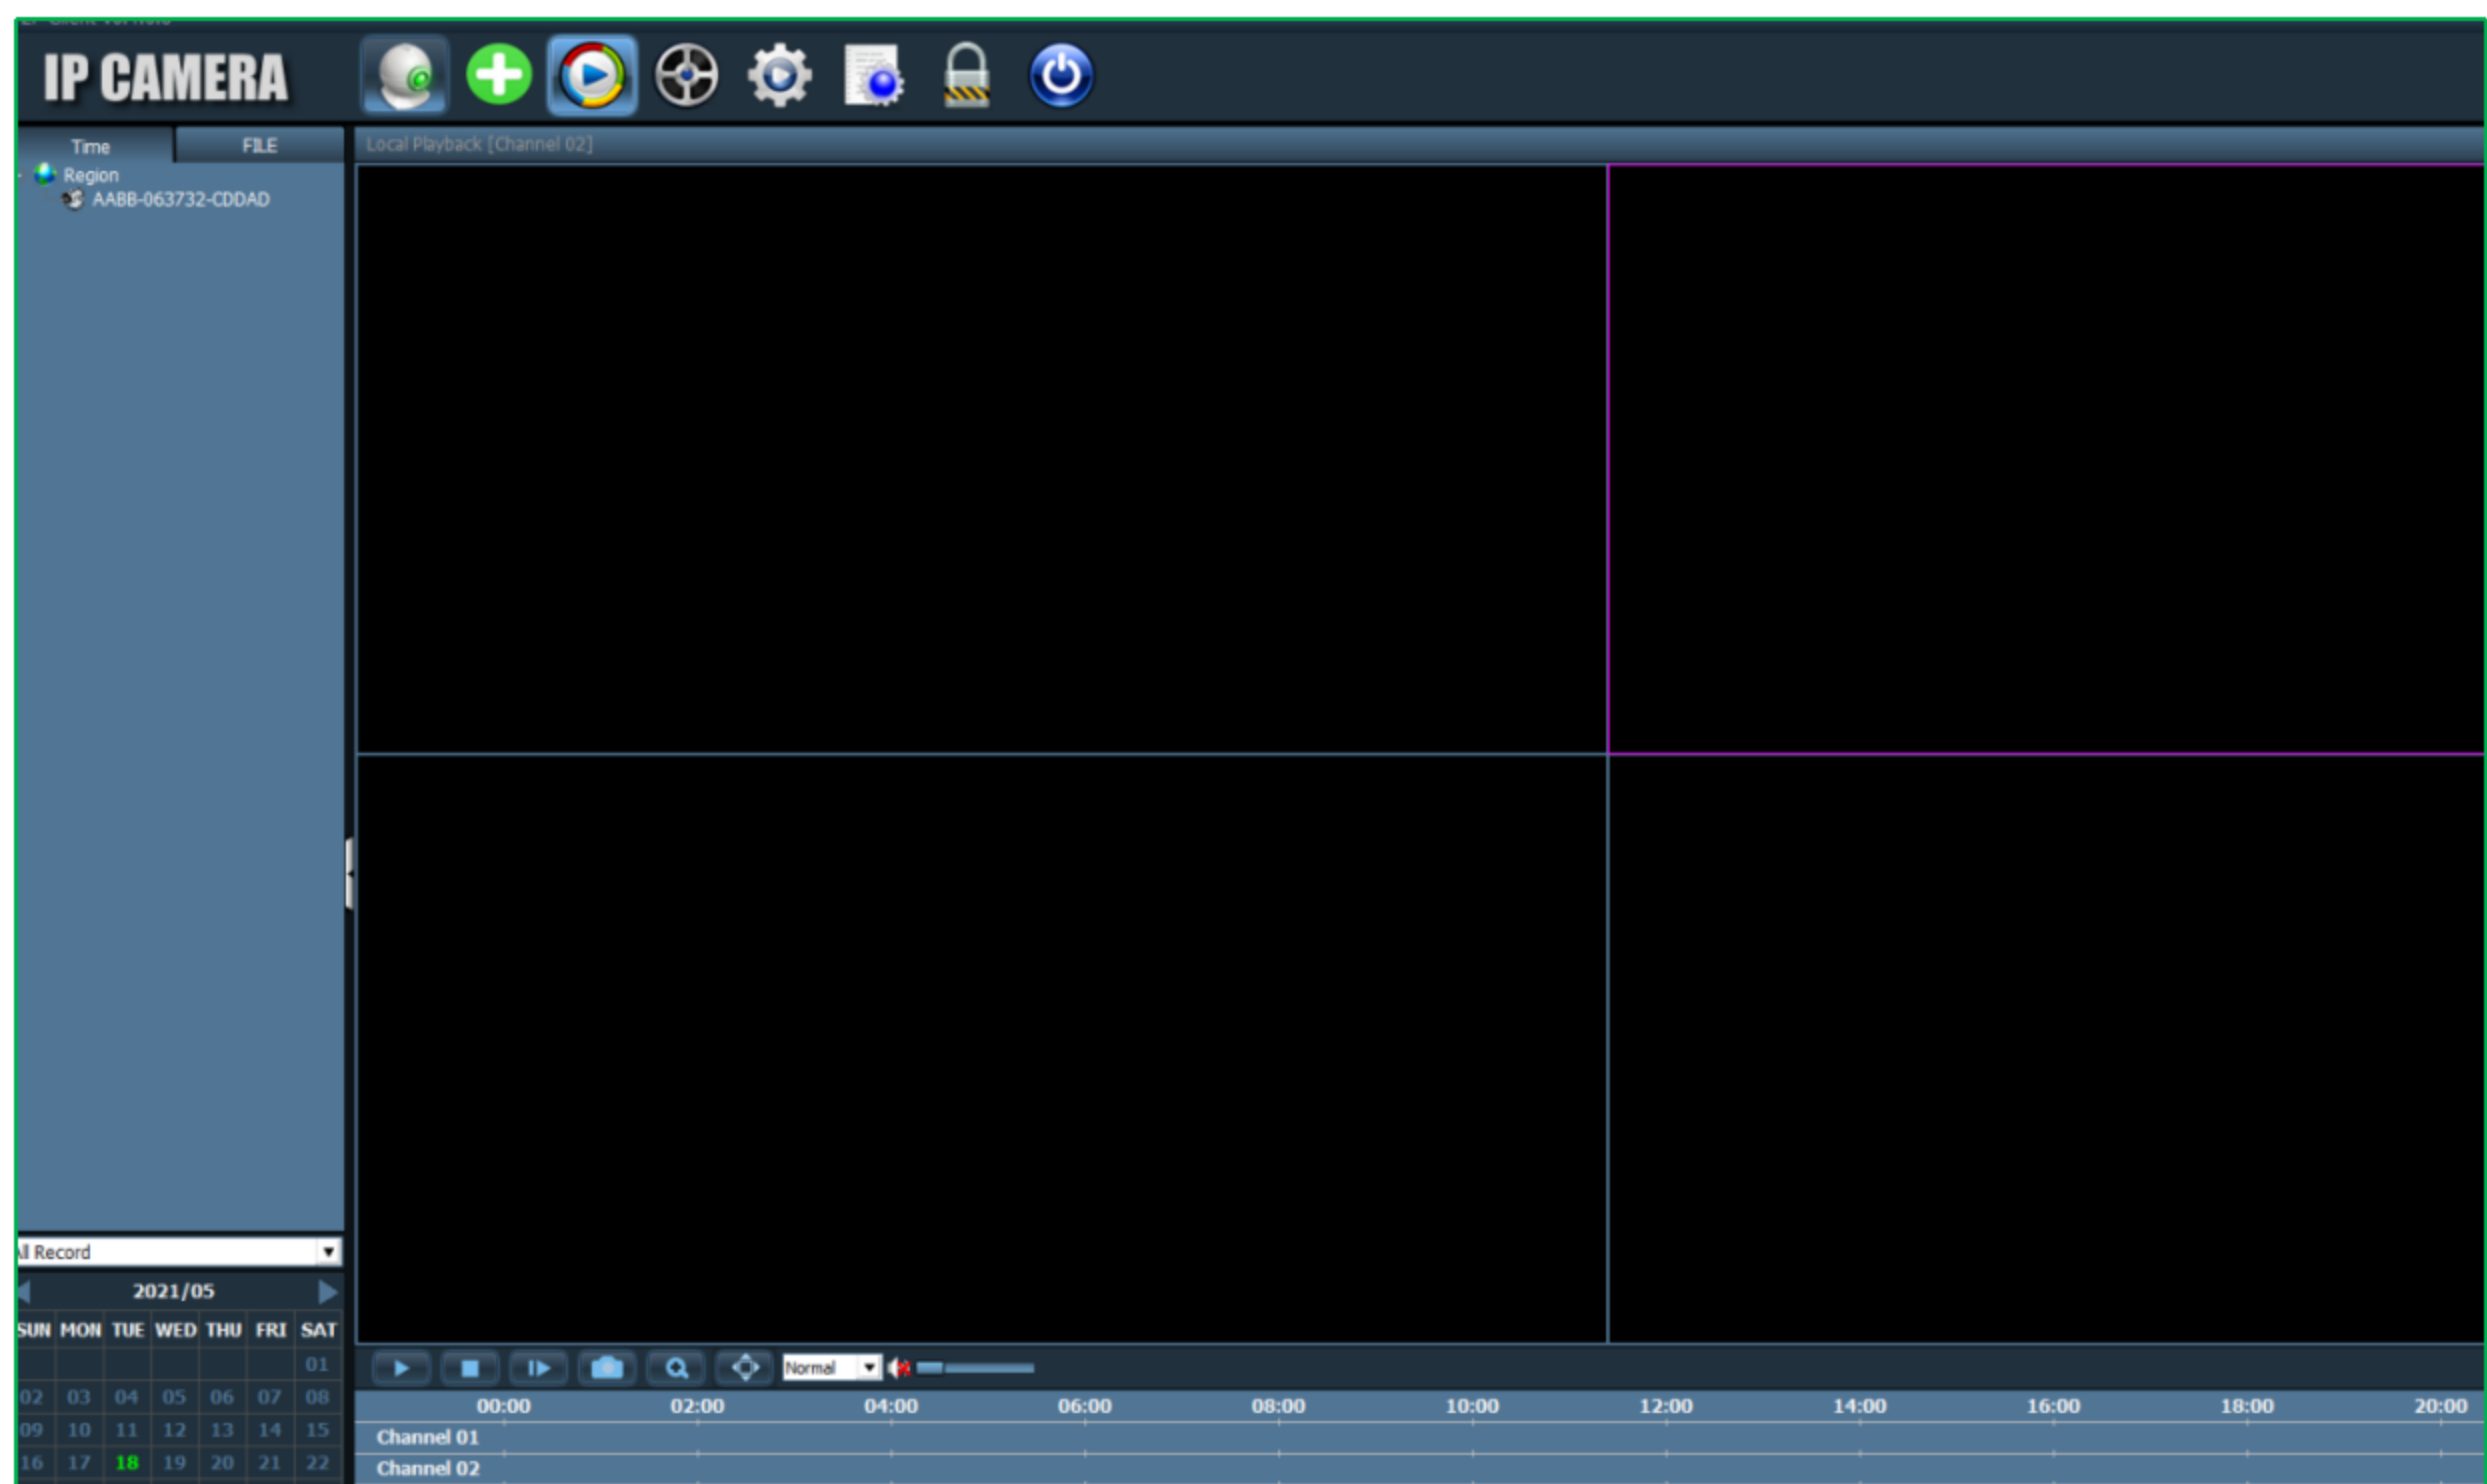 IP CAMERA
Time FILE
Local Playback [Channel 02]
Region
AABB-063732-CDDAD
Record
2021/05
SUN MON TUE WED THU FRI SAT
01
02 03 04 05 06 07 08
09 10 11 12 13 14 15
16 17 18 19 20 21 22
Normal
00:00 02:00 04:00 06:00 08:00 10:00 12:00 14:00 16:00 18:00 20:00
Channel 01
Channel 02